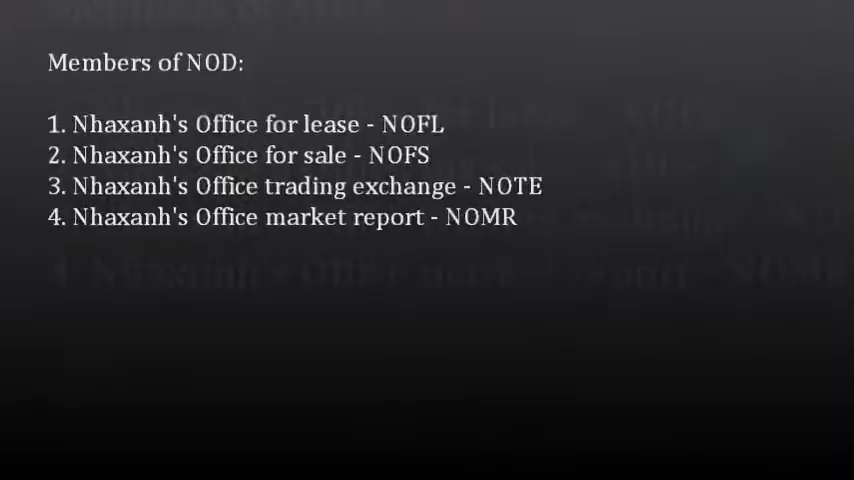 Members of NOD:
1. Nhaxanh's Office for lease - NOFL
2. Nhaxanh's Office for sale - NOFS
3. Nhaxanh's Office trading exchange - NOTE
4. Nhaxanh's Office market report - NOMR